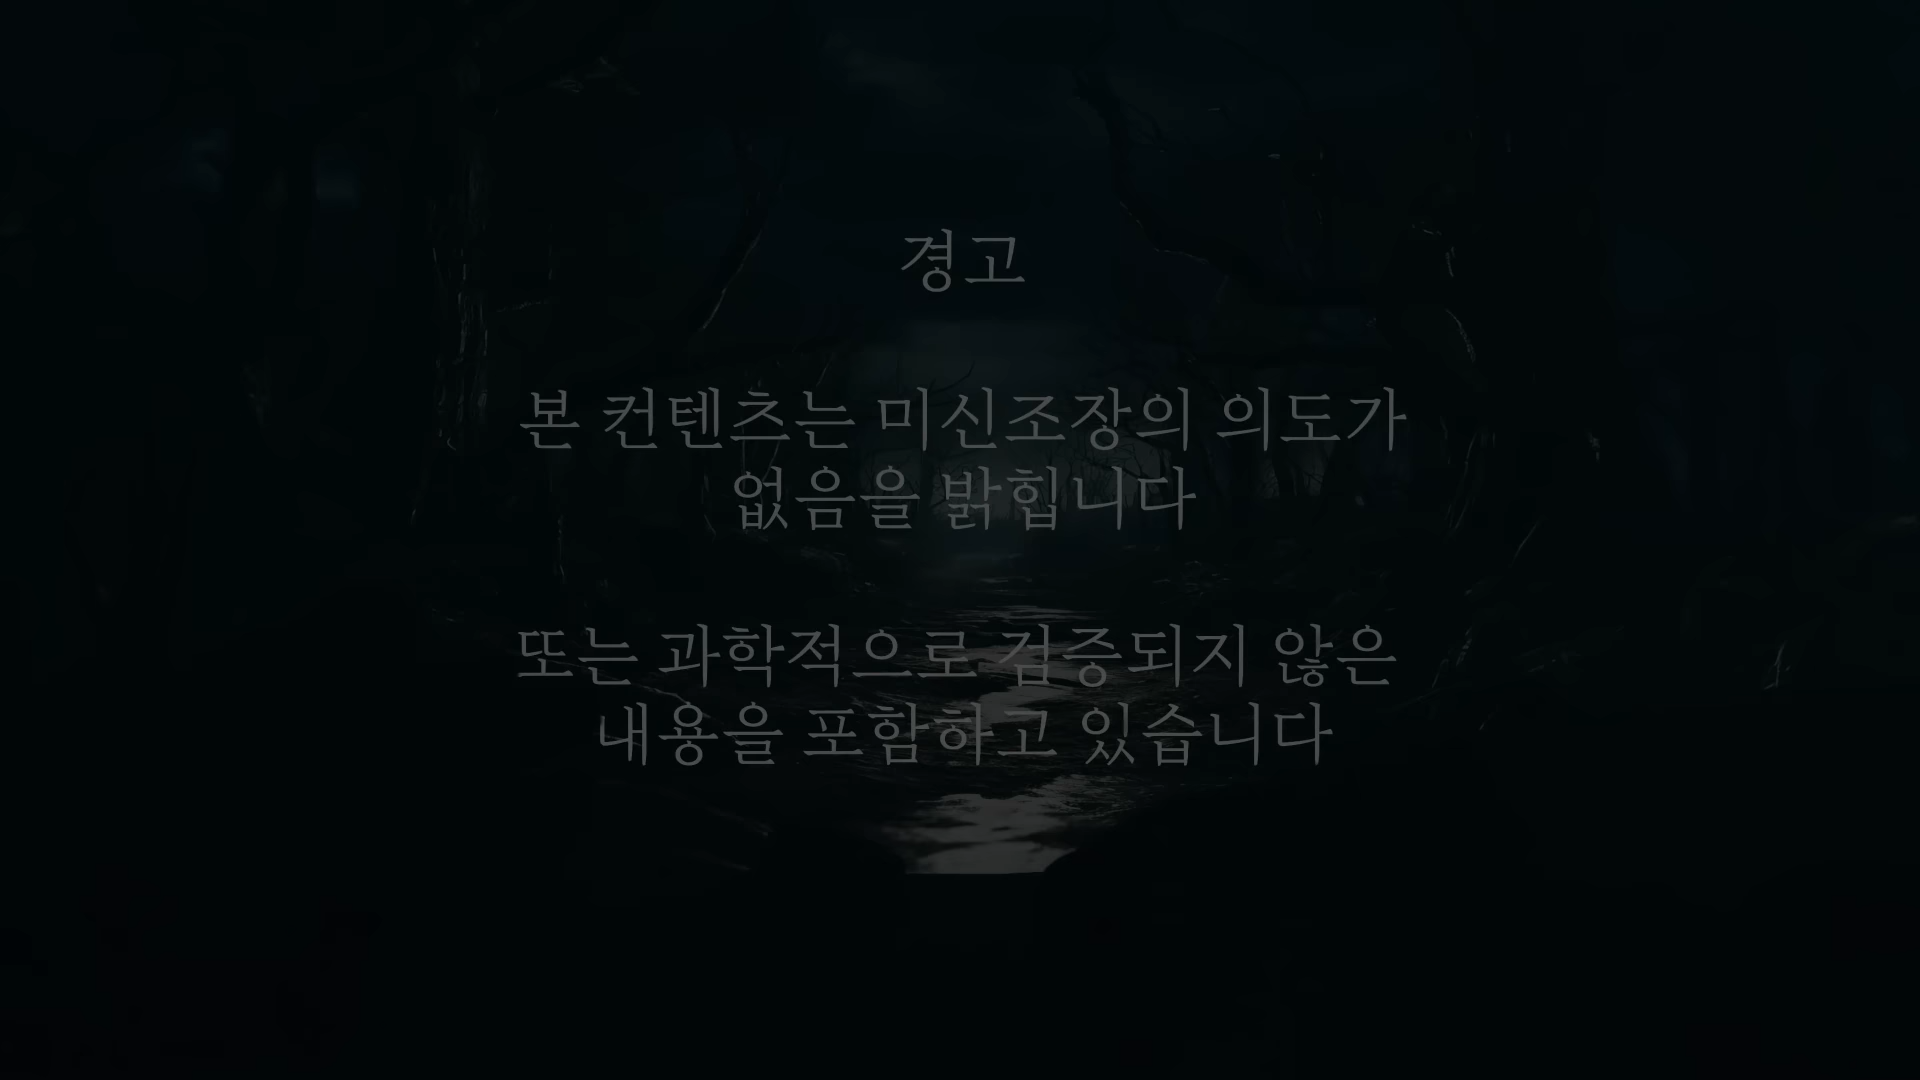 경고
본 컨텐츠는 미신조장의 의도가
없음을 밝힙니다
또는 과학적으로 검증되지 않은
내용을 포함하고 있습니다